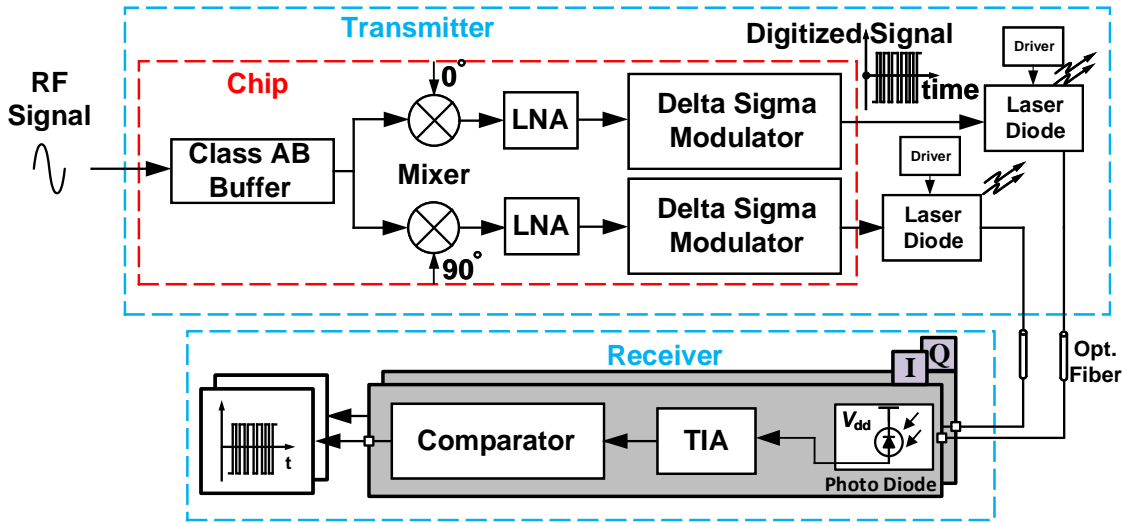 Transmitter
Digitized Signal
time
Driver
Laser
Diode
Chip
RF
Signal
0°
Class AB
Buffer
Mixer
LNA
Delta Sigma
Modulator
90°
LNA
Delta Sigma
Modulator
Driver
Laser
Diode
Receiver
I
Q
Opt.
Fiber
t
Comparator
TIA
Vdd
Photo Diode